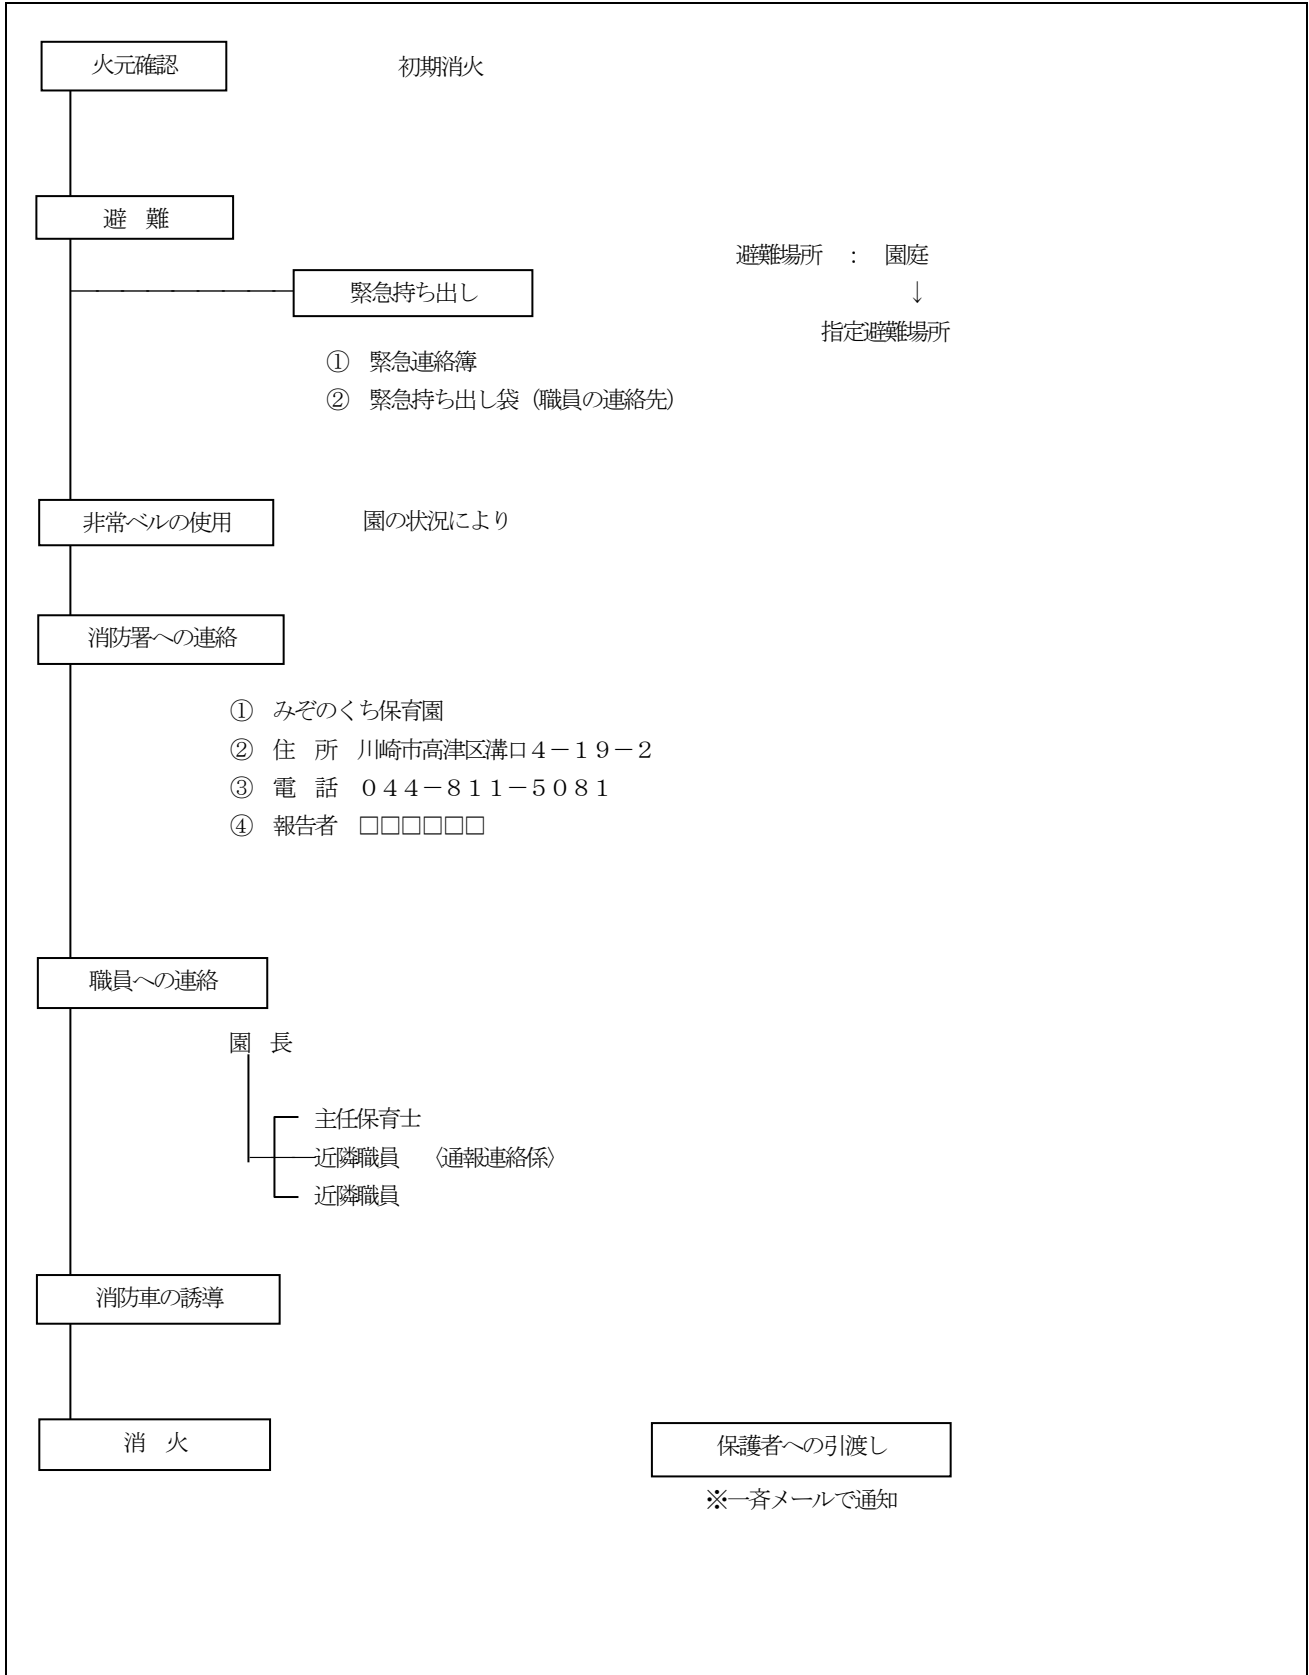 火元確認　初期消火
避　難
避難場所　：　園庭
緊急持ち出し　↓
指定避難場所
①　緊急連絡簿
②　緊急持ち出し袋（職員の連絡先）
非常ベルの使用　園の状況により
消防署への連絡
①　みぞのくち保育園
②　住　所　川崎市高津区溝口４－１９－２
③　電　話　０４４－８１１－５０８１
④　報告者　□□□□□□
職員への連絡
園　長
主任保育士
近隣職員　〈通報連絡係〉
近隣職員
消防車の誘導
消　火　保護者への引渡し
※一斉メールで通知